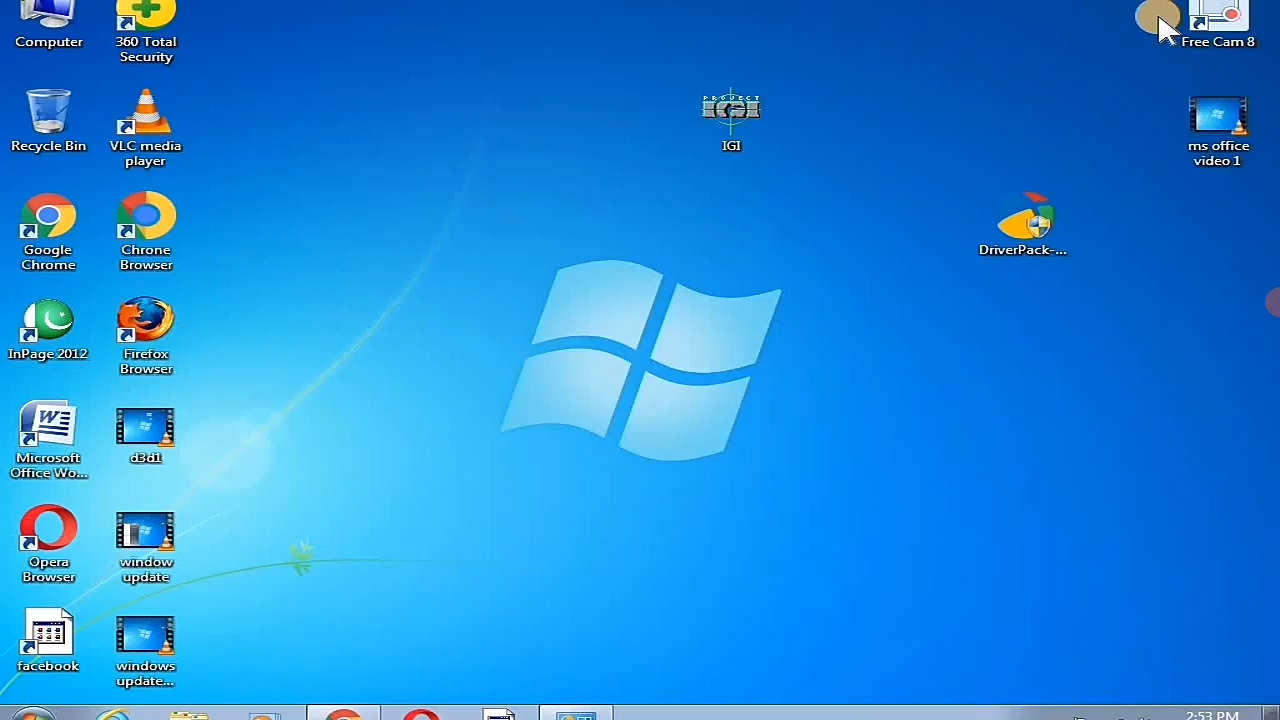 Computer
360 Total
Security
Free Cam 8
PROJECT
IGI
IGI
Recycle Bin
VLC media
player
ms office
video 1
Google
Chrome
Chrone
Browser
DriverPack-...
InPage 2012
Firefox
Browser
W
Microsoft
Office Wo...
d3d1
Opera
Browser
window
update
facebook
windows
update...
2:53 PM